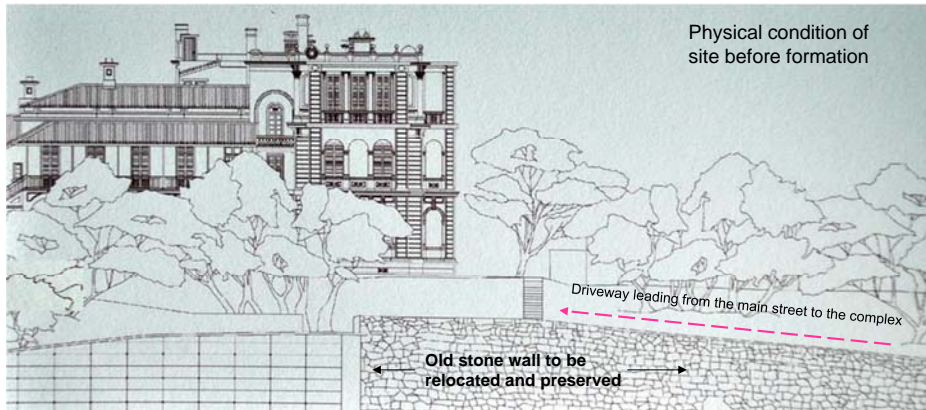 Physical condition of
site before formation
Driveway leading from the main street to the complex
Old stone wall to be
relocated and preserved